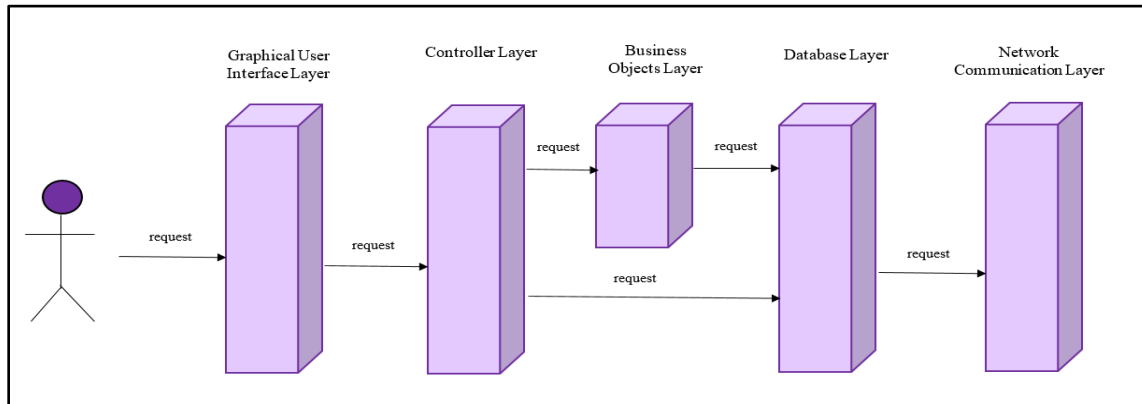 Graphical User
Interface Layer
Controller Layer
Business
Objects Layer
Database Layer
Network
Communication Layer
request
request
request
request
request
request